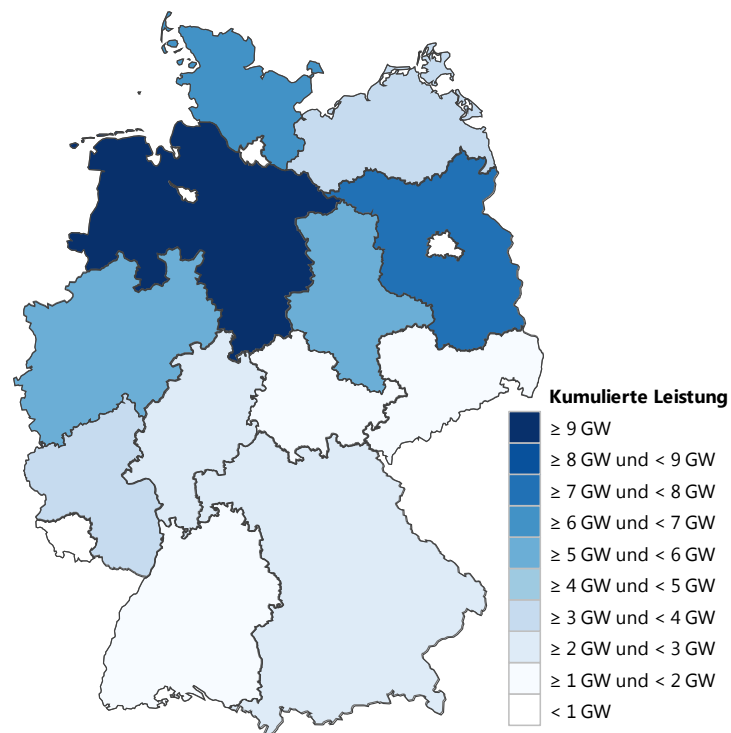 Kumulierte Leistung
≥ 9 GW
≥ 8 GW und < 9 GW
≥ 7 GW und < 8 GW
≥ 6 GW und < 7 GW
≥ 5 GW und < 6 GW
≥ 4 GW und < 5 GW
≥ 3 GW und < 4 GW
≥ 2 GW und < 3 GW
≥ 1 GW und < 2 GW
< 1 GW